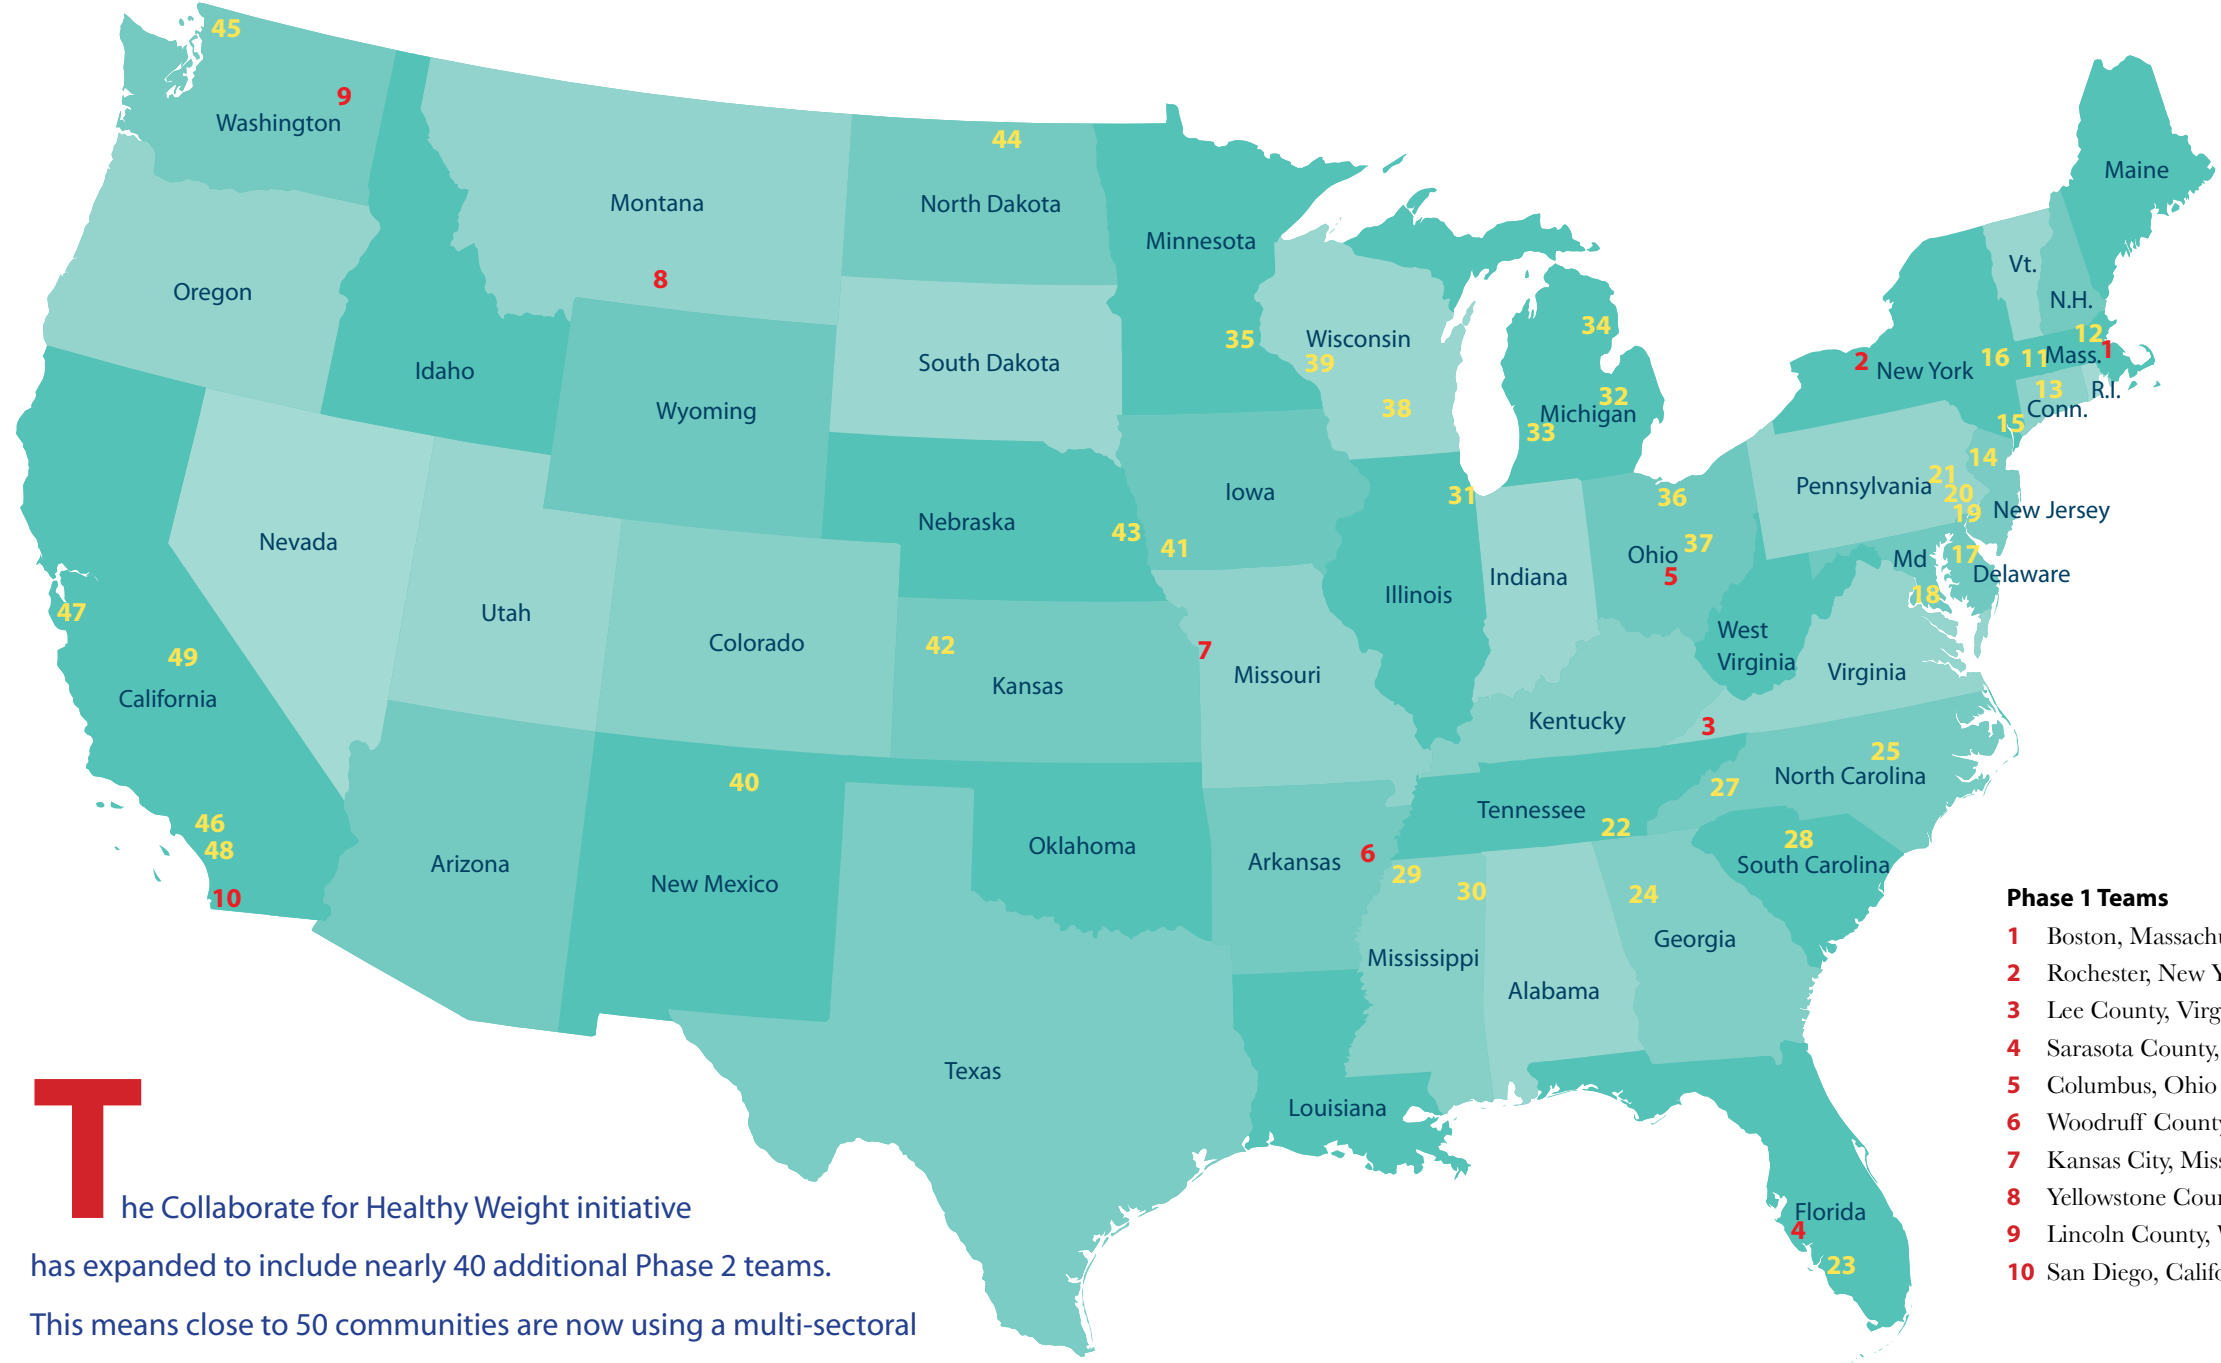 45
9
Washington
44
Maine
Montana
North Dakota
Minnesota
Vt.
8
Oregon
N.H.
34
12
35
Wisconsin
39
2
New York
16
11
Mass.
1
South Dakota
Idaho
13
R.I.
32
38
Wyoming
Michigan
Conn.
33
15
14
21
Pennsylvania
Iowa
31
36
20
19
New Jersey
Nebraska
43
41
Nevada
37
Ohio
Md
17
5
Indiana
Delaware
Illinois
18
47
Utah
West
Virginia
42
Colorado
7
49
Missouri
Kansas
Virginia
California
Kentucky
3
25
40
North Carolina
27
Tennessee
46
22
28
48
Oklahoma
Arizona
Arkansas
6
29
South Carolina
New Mexico
30
24
10
Georgia
Mississippi
Alabama
Texas
Louisiana
Florida
4
23
Phase 1 Teams
1 Boston, Massachu
2 Rochester, New Y
3 Lee County, Virg
4 Sarasota County,
5 Columbus, Ohio
6 Woodruff County
7 Kansas City, Miss
8 Yellowstone Cou
9 Lincoln County,
10 San Diego, Califo
The Collaborate for Healthy Weight initiative
has expanded to include nearly 40 additional Phase 2 teams.
This means close to 50 communities are now using a multi-sectoral